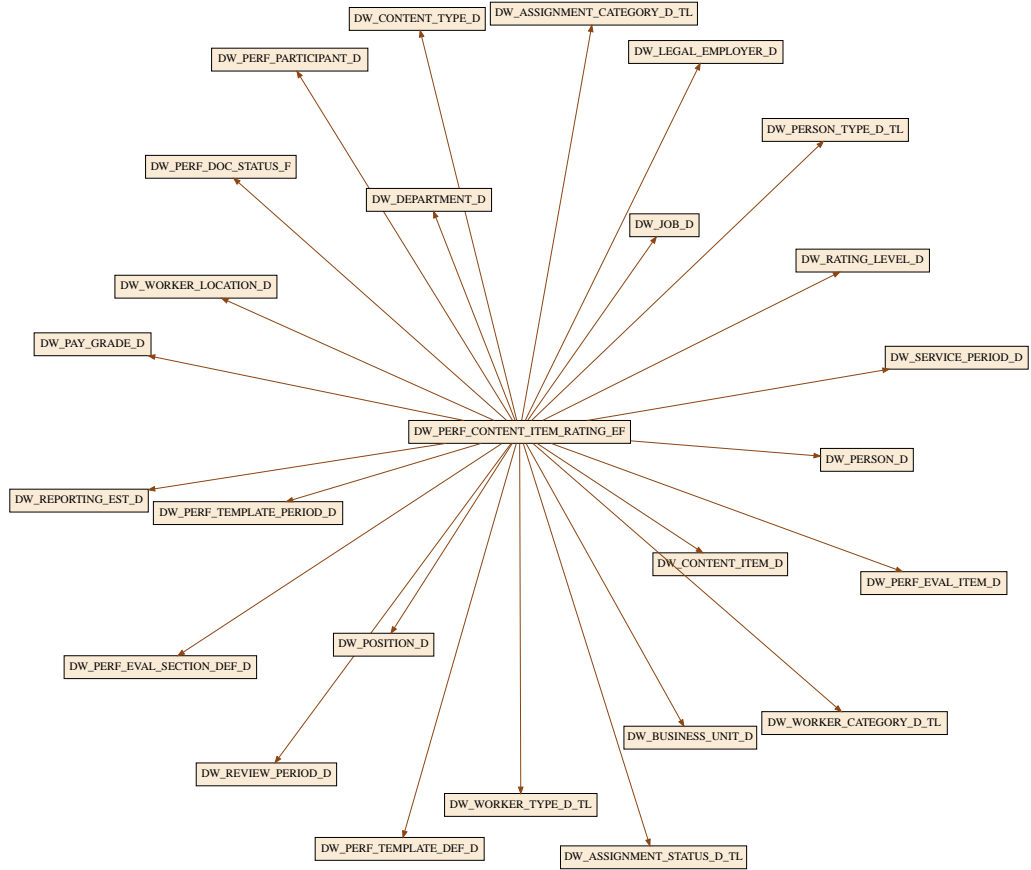 DW_ASSIGNMENT_CATEGORY_D_TL
DW_CONTENT_TYPE_D
DW_LEGAL_EMPLOYER_D
DW_PERF_PARTICIPANT_D
DW_PERSON_TYPE_D_TL
DW_PERF_DOC_STATUS_F
DW_DEPARTMENT_D
DW_JOB_D
DW_RATING_LEVEL_D
DW_WORKER_LOCATION_D
DW_PAY_GRADE_D
DW_SERVICE_PERIOD_D
DW_PERF_CONTENT_ITEM_RATING_EF
DW_PERSON_D
DW_REPORTING_EST_D
DW_PERF_TEMPLATE_PERIOD_D
DW_CONTENT_ITEM_D
DW_PERF_EVAL_ITEM_D
DW_POSITION_D
DW_PERF_EVAL_SECTION_DEF_D
DW_WORKER_CATEGORY_D_TL
DW_BUSINESS_UNIT_D
DW_REVIEW_PERIOD_D
DW_WORKER_TYPE_D_TL
DW_PERF_TEMPLATE_DEF_D
DW_ASSIGNMENT_STATUS_D_TL